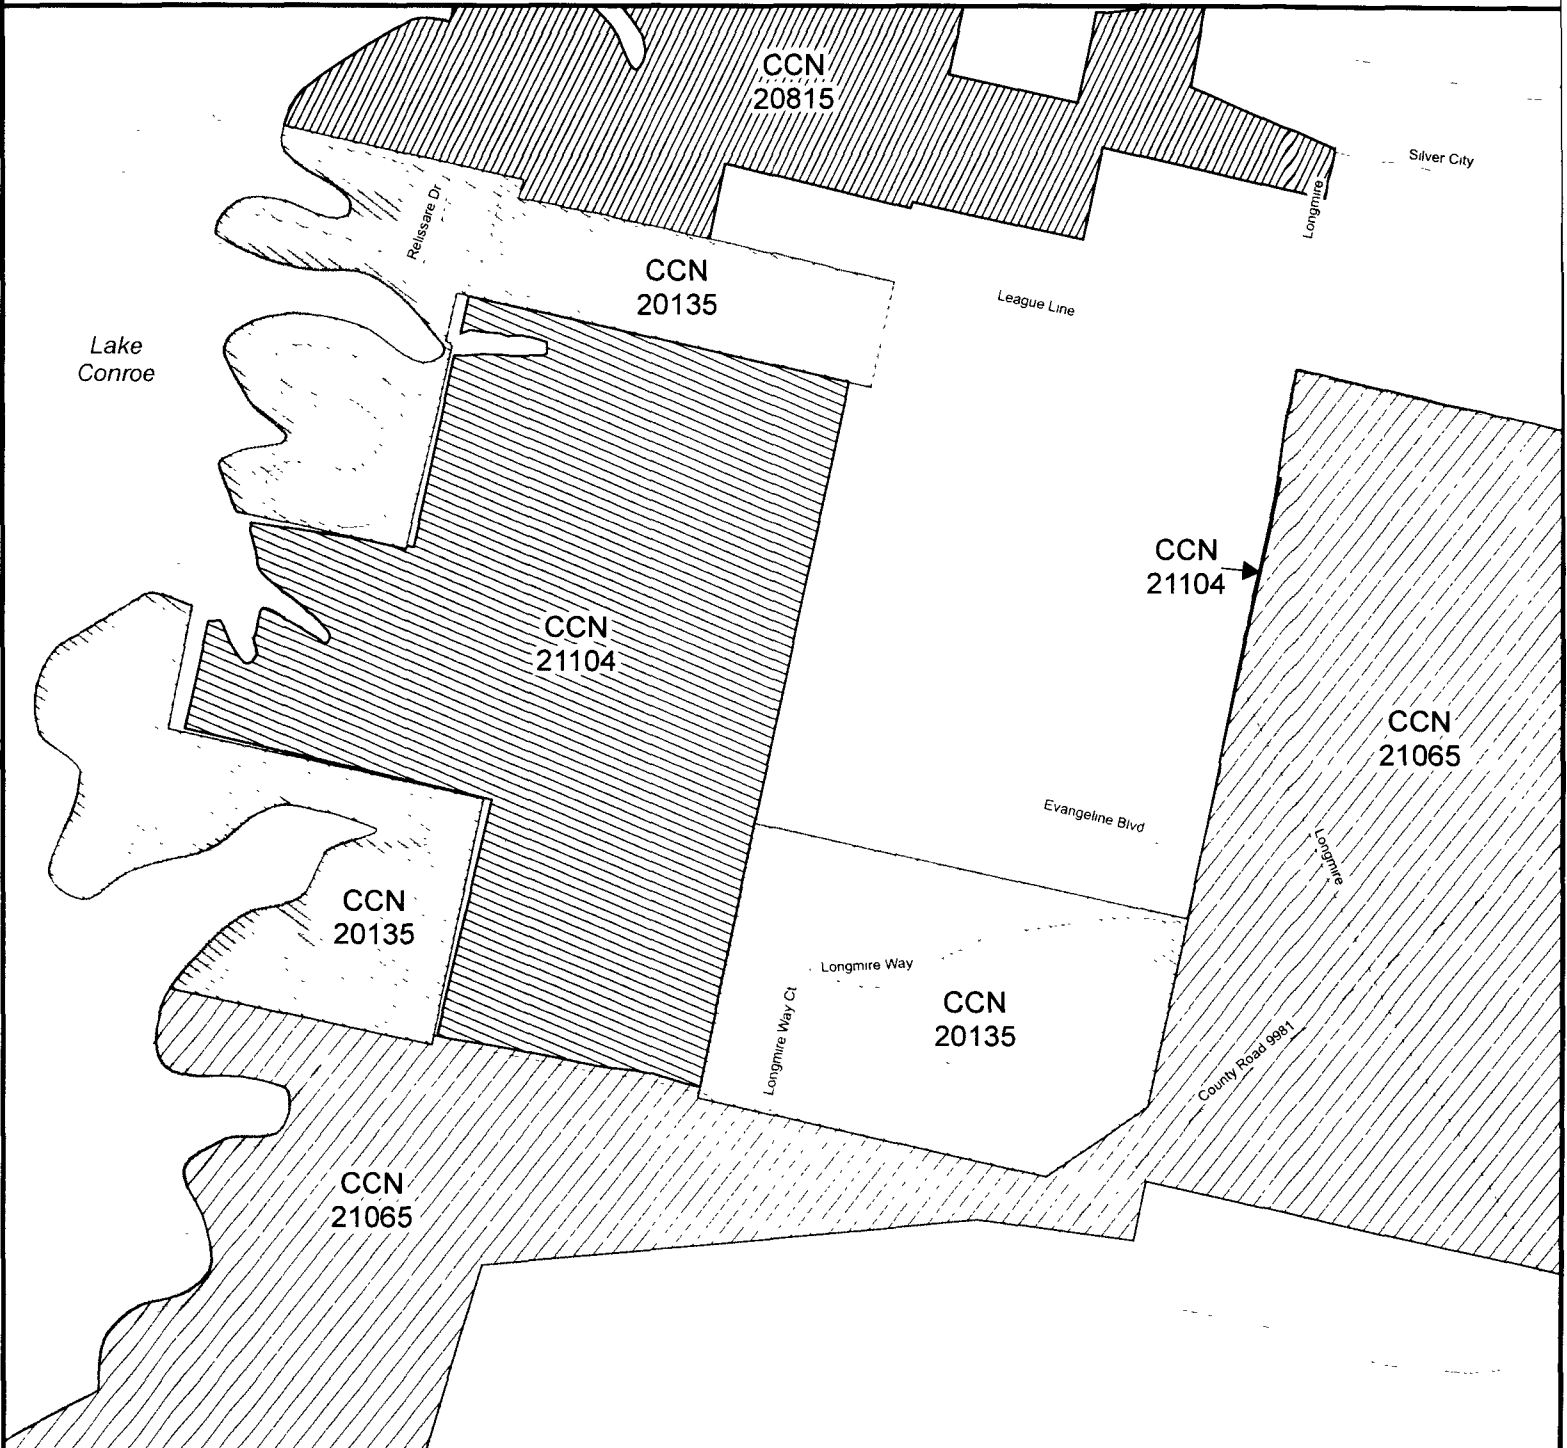 CCN
20815
Silver City
Longmire
Relissare Dr
CCN
20135
League Line
Lake
Conroe
CCN
21104
CCN
21104
CCN
21065
Evangeline Blvd
Longmire
CCN
20135
Longmire Way
Longmire Way Ct
CCN
20135
County Road 9981
CCN
21065